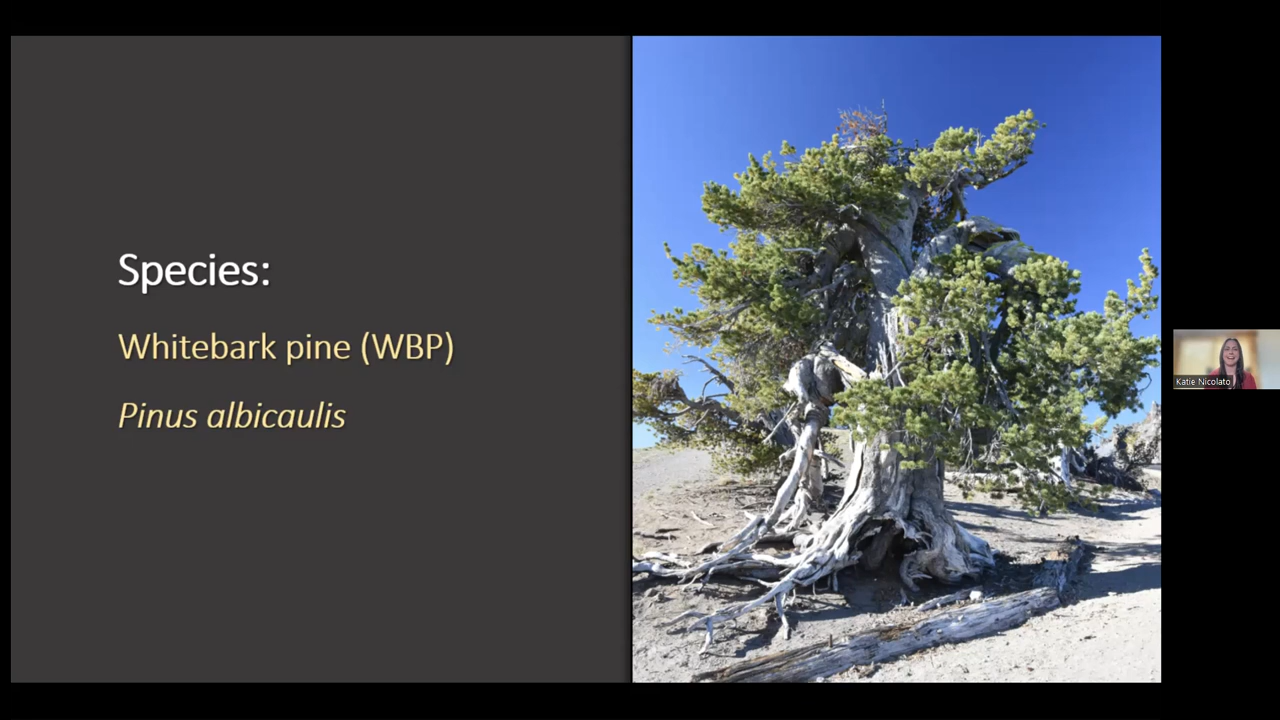 Species:
Whitebark pine (WBP)
Pinus albicaulis
Katie Nicolato